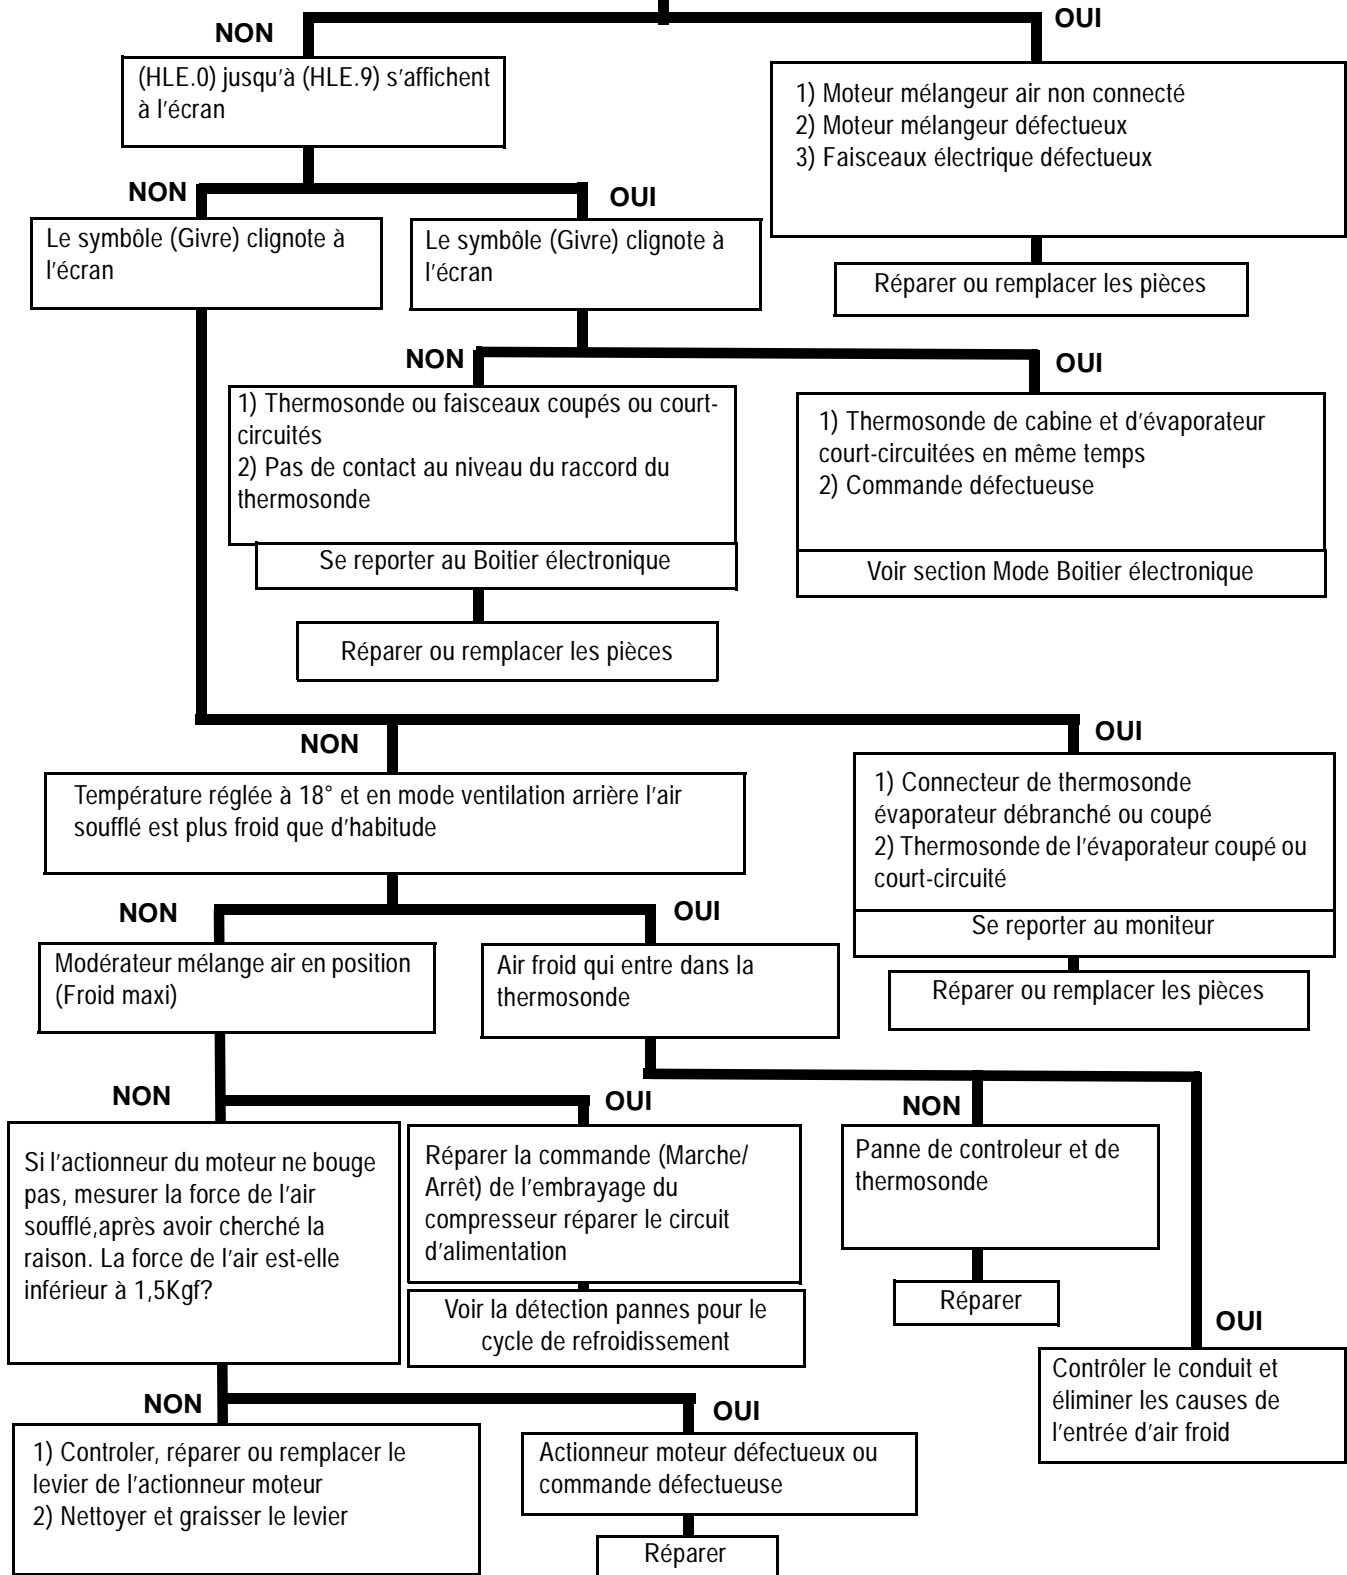 NON
OUI
(HLE.0) jusqu'à (HLE.9) s'affichent
à l'écran
1) Moteur mélangeur air non connecté
2) Moteur mélangeur défectueux
3) Faisceaux électrique défectueux
NON
OUI
Le symbôle (Givre) clignote à
l'écran
Le symbôle (Givre) clignote à
l'écran
Réparer ou remplacer les pièces
NON
OUI
1) Thermosonde ou faisceaux coupés ou court-
circuités
2) Pas de contact au niveau du raccord du
thermosonde
1) Thermosonde de cabine et d'évaporateur
court-circuitées en même temps
2) Commande défectueuse
Se reporter au Boitier électronique
Voir section Mode Boitier électronique
Réparer ou remplacer les pièces
NON
OUI
Température réglée à 18° et en mode ventilation arrière l'air
soufflé est plus froid que d'habitude
1) Connecteur de thermosonde
évaporateur débranché ou coupé
2) Thermosonde de l'évaporateur coupé ou
court-circuité
Se reporter au moniteur
Réparer ou remplacer les pièces
NON
OUI
Modérateur mélange air en position
(Froid maxi)
Air froid qui entre dans la
thermosonde
NON
OUI
NON
Si l'actionneur du moteur ne bouge
pas, mesurer la force de l'air
soufflé,après avoir cherché la
raison. La force de l'air est-elle
inférieur à 1,5Kgf?
Réparer la commande (Marche/
Arrêt) de l'embrayage du
compresseur réparer le circuit
d'alimentation
Voir la détection pannes pour le
cycle de refroidissement
Panne de controleur et de
thermosonde
Réparer
OUI
Contrôler le conduit et
éliminer les causes de
l'entrée d'air froid
NON
OUI
1) Controler, réparer ou remplacer le
levier de l'actionneur moteur
2) Nettoyer et graisser le levier
Actionneur moteur défectueux ou
commande défectueuse
Réparer